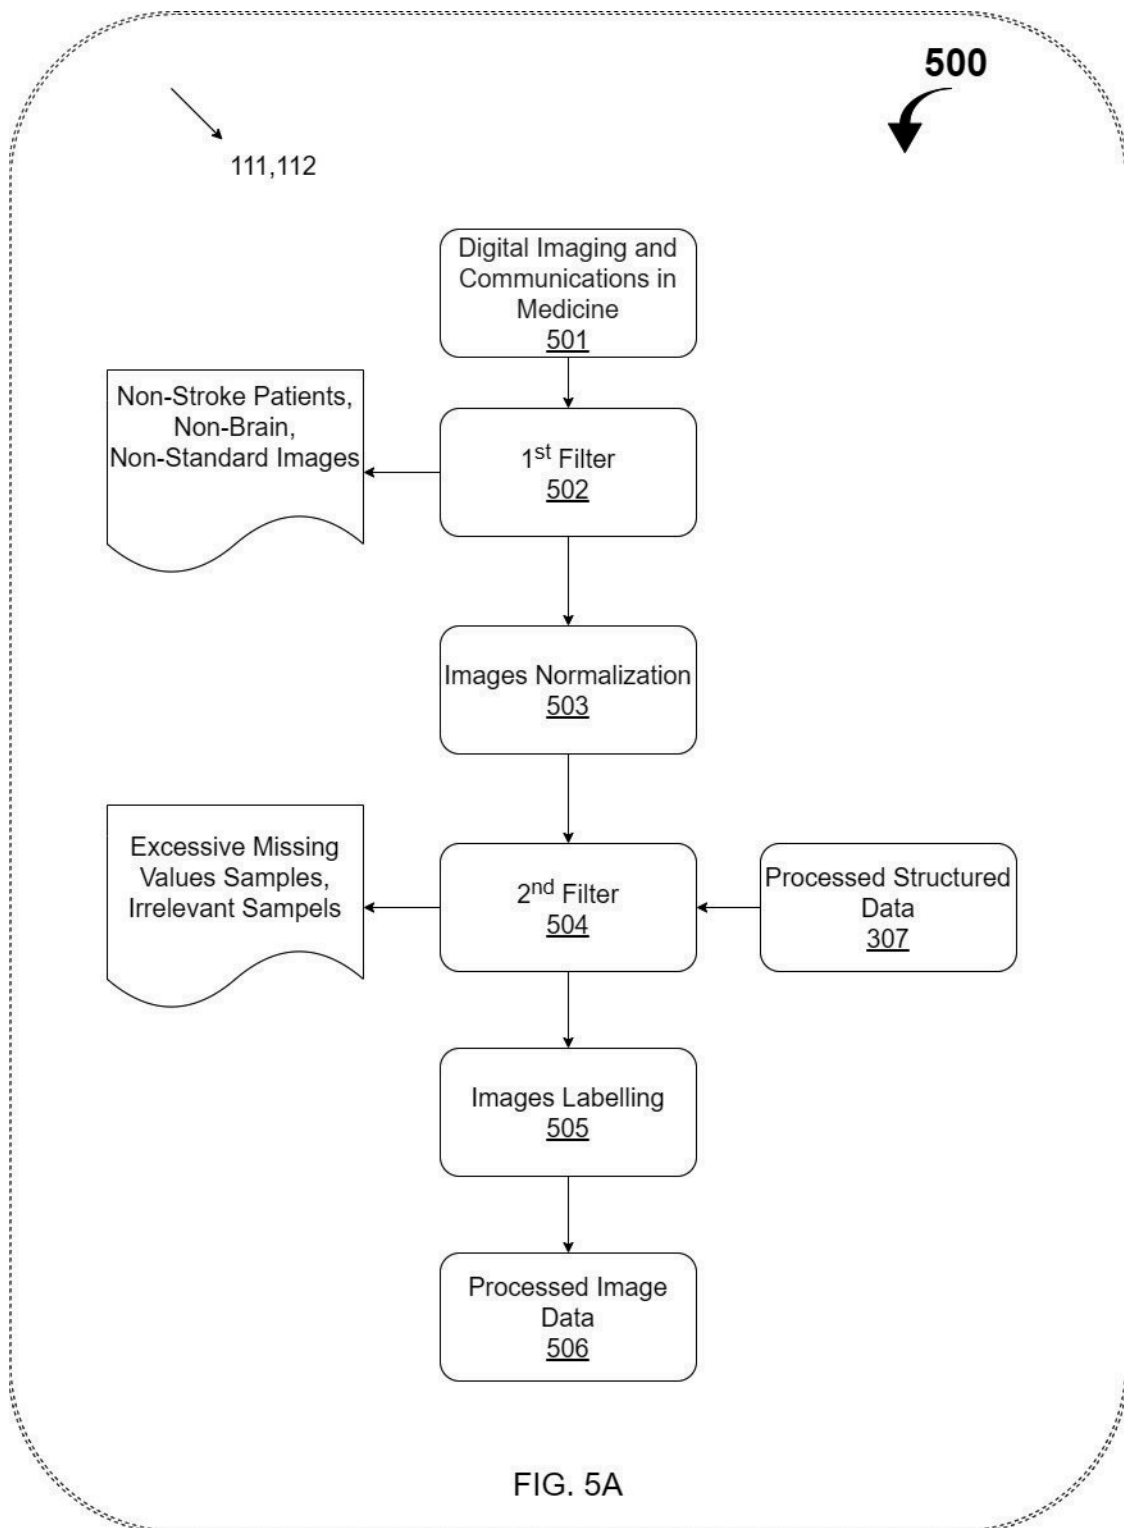 500
111,112
Digital Imaging and
Communications in
Medicine
501
Non-Stroke Patients,
Non-Brain,
Non-Standard Images
1st Filter
502
Images Normalization
503
Excessive Missing
Values Samples,
Irrelevant Sampels
2nd Filter
504
Processed Structured
Data
307
Images Labelling
505
Processed Image
Data
506
FIG. 5A